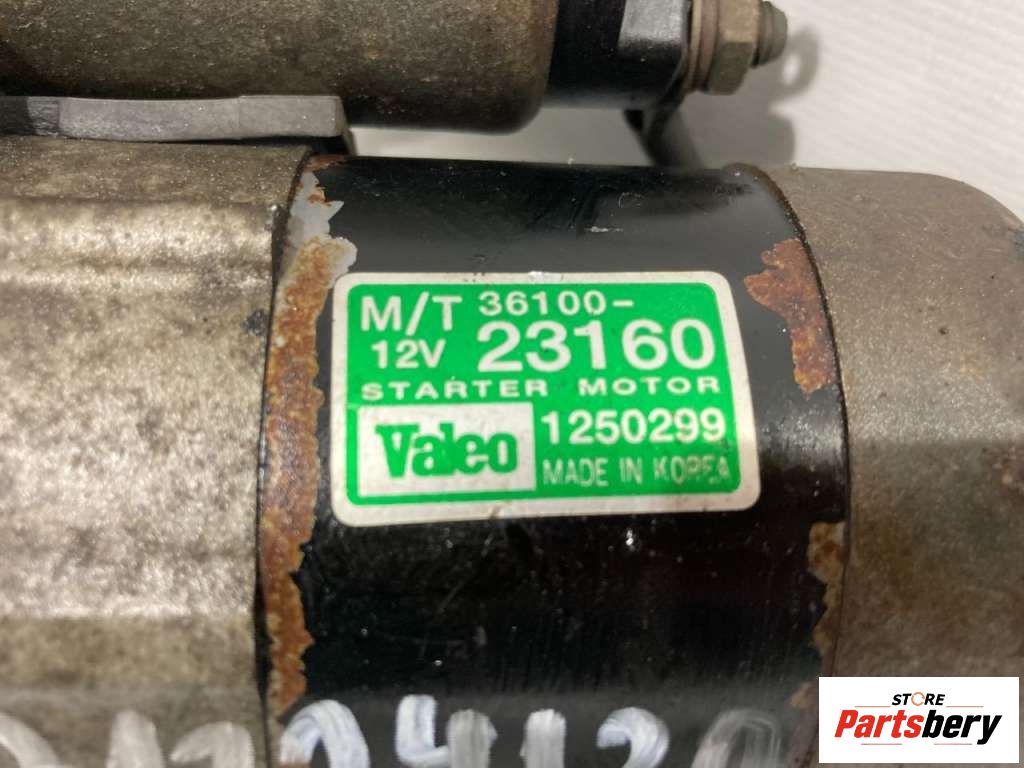 M/T 36100-
12V 23160
STARTER MOTOR
Valeo 1250299
MADE IN KOREA
STORE
Partsbery